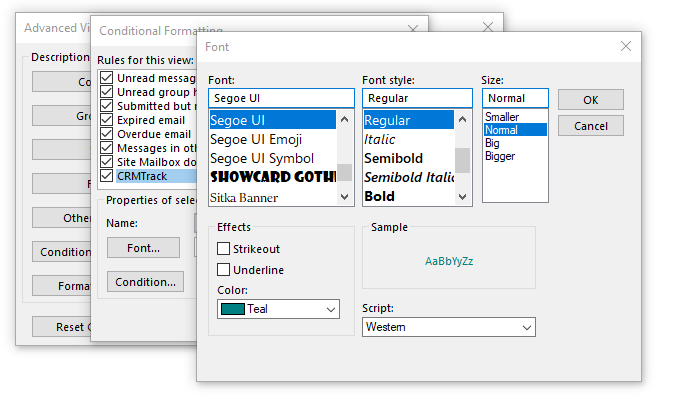 Advanced Vi
Descriptions
Co
Gro
F
Other
Condition
Format
Reset C
Conditional Formatting
Rules for this view:
Unread messag
Unread group h
Submitted but n
Expired email
Overdue email
Messages in oth
Site Mailbox do
CRMTrack
Properties of selec
Name:
Font...
Condition...
Font
Font:
Segoe UI
Segoe UI
Segoe UI Emoji
Segoe UI Symbol
SHOWCARD GOTHI
Sitka Banner
Font style:
Regular
Regular
Italic
Semibold
Semibold Italic
Bold
Size:
Normal
Smaller
Normal
Big
Bigger
OK
Cancel
Effects
Strikeout
Underline
Color:
Teal
Sample
AaBbYyZz
Script:
Western